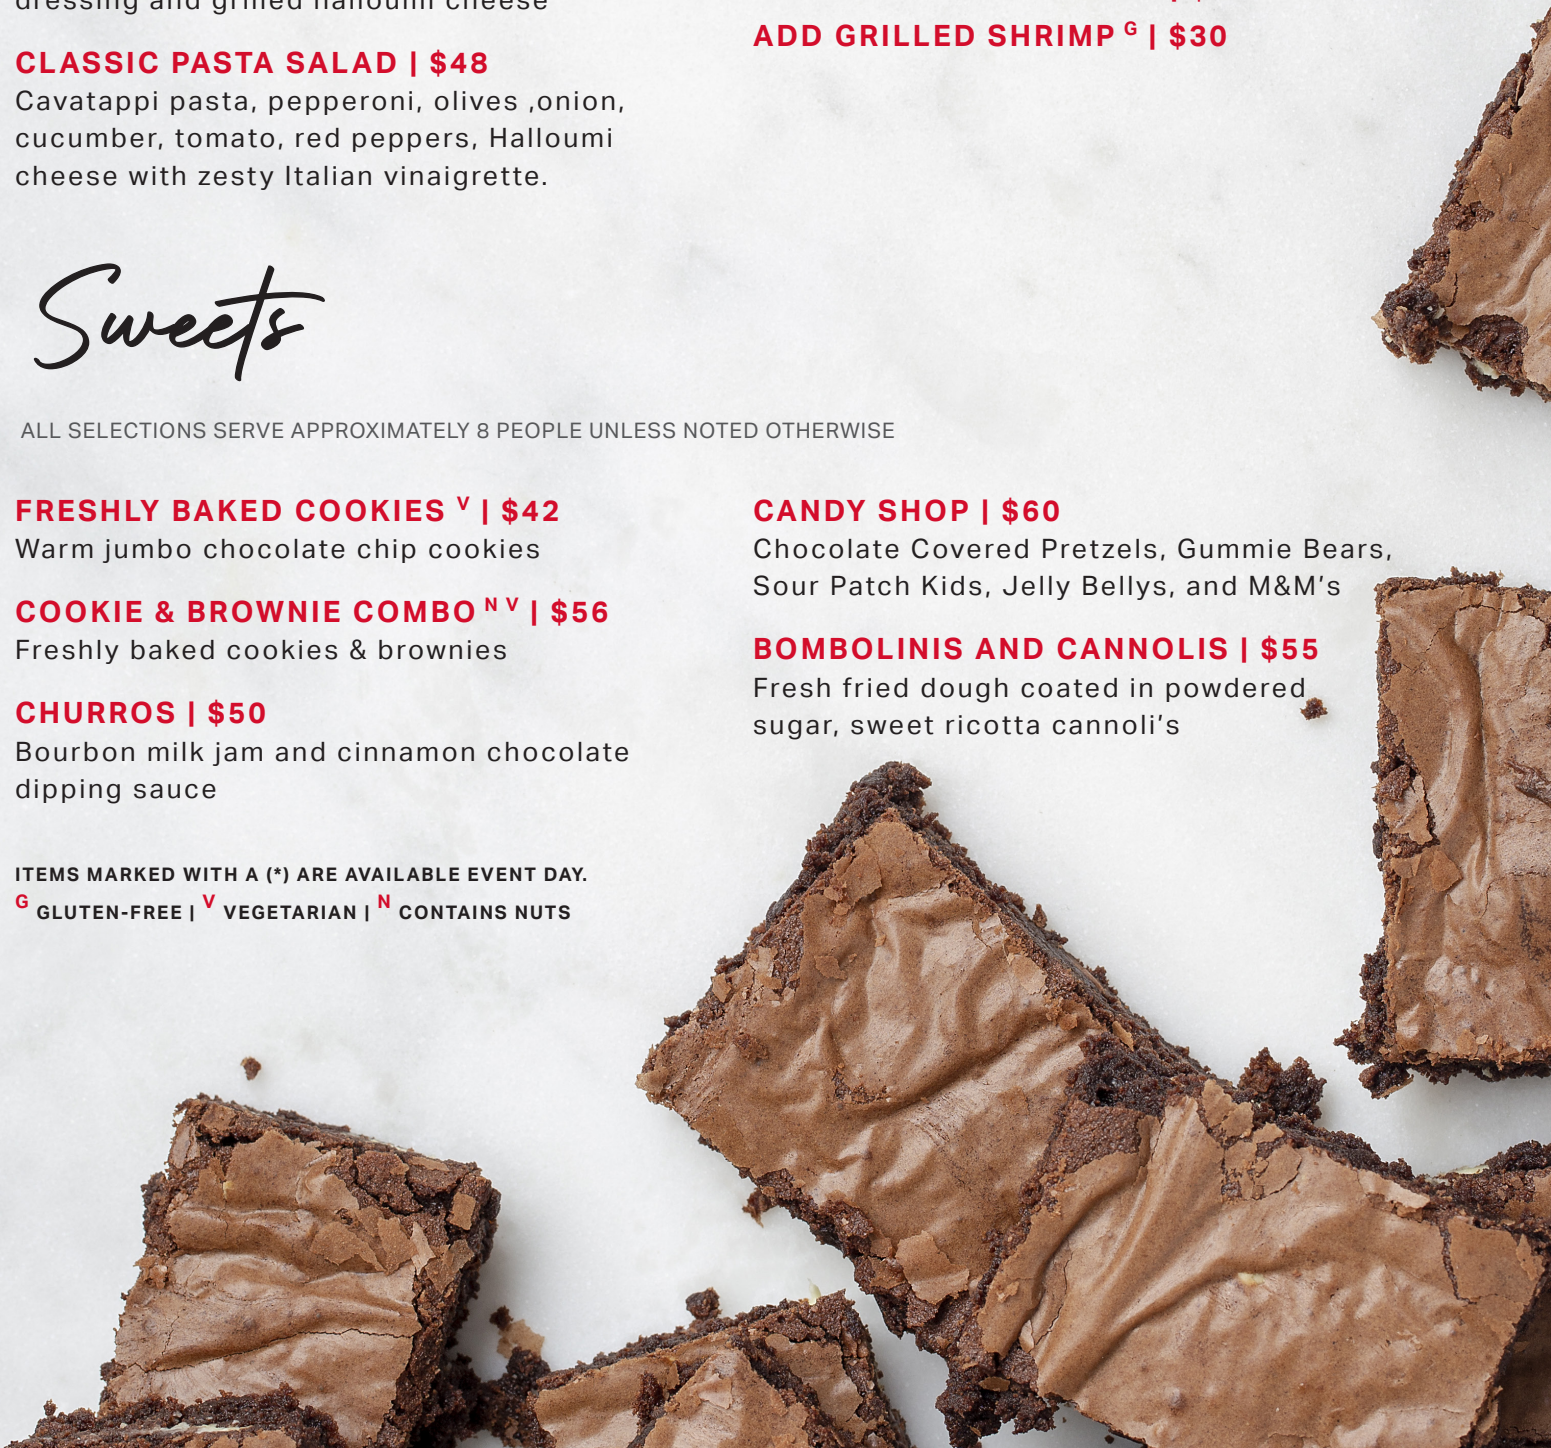 dressing and grilled halloumi cheese
CLASSIC PASTA SALAD | $48
Cavatappi pasta, pepperoni, olives ,onion,
cucumber, tomato, red peppers, Halloumi
cheese with zesty Italian vinaigrette.
ADD GRILLED SHRIMP G | $30
Sweets
ALL SELECTIONS SERVE APPROXIMATELY 8 PEOPLE UNLESS NOTED OTHERWISE
FRESHLY BAKED COOKIES V | $42
Warm jumbo chocolate chip cookies
COOKIE & BROWNIE COMBO N V | $56
Freshly baked cookies & brownies
CHURROS | $50
Bourbon milk jam and cinnamon chocolate
dipping sauce
CANDY SHOP | $60
Chocolate Covered Pretzels, Gummie Bears,
Sour Patch Kids, Jelly Bellys, and M&M's
BOMBOLINIS AND CANNOLIS | $55
Fresh fried dough coated in powdered
sugar, sweet ricotta cannoli's
ITEMS MARKED WITH A (*) ARE AVAILABLE EVENT DAY.
G GLUTEN-FREE | V VEGETARIAN | N CONTAINS NUTS